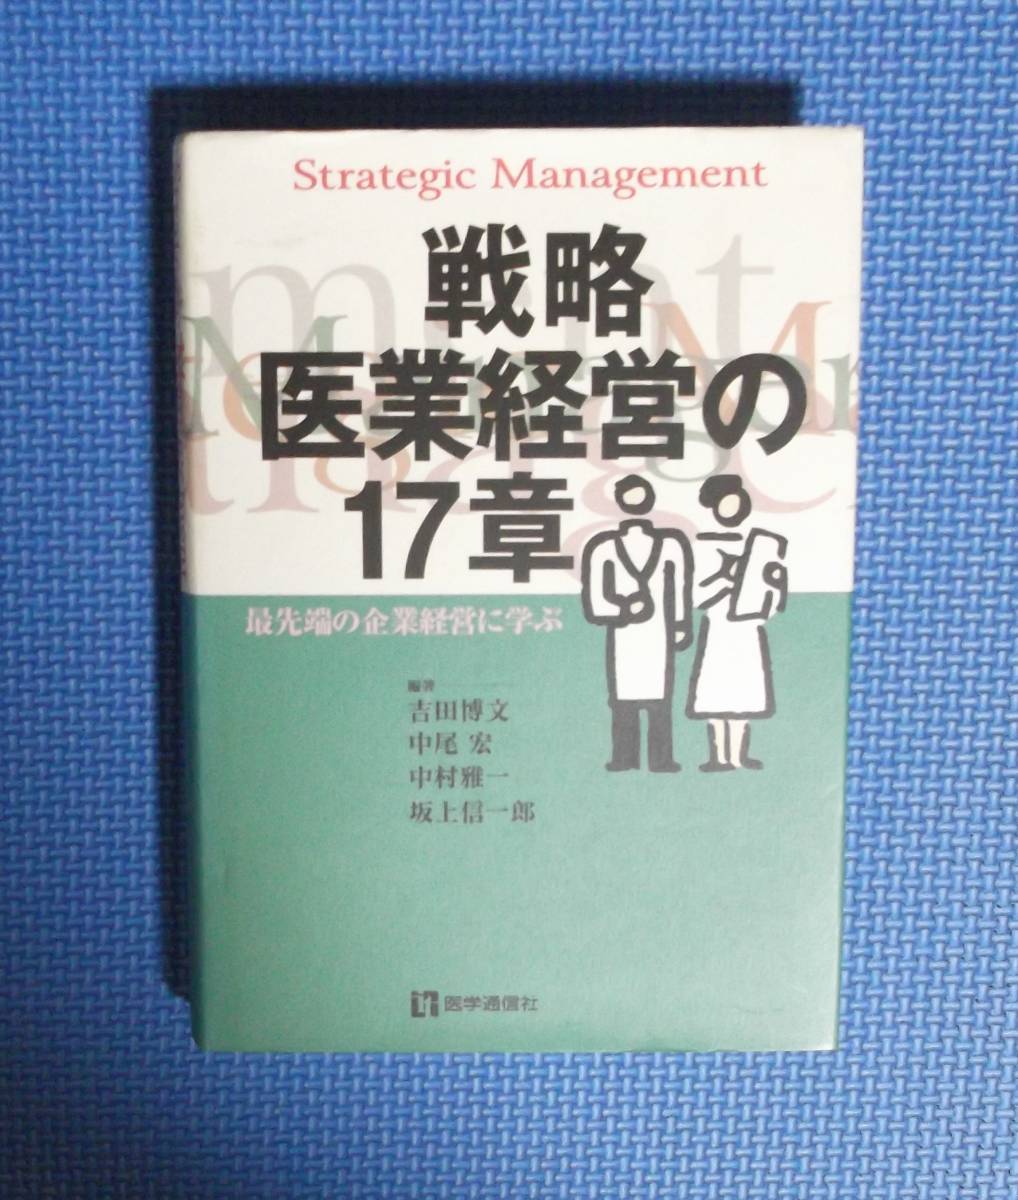 Strategic Management
戦略
医業経営の
17章
最先端の企業経営に学ぶ
編著
吉田博文
中尾 宏
中村雅一
坂上信一郎
医学通信社